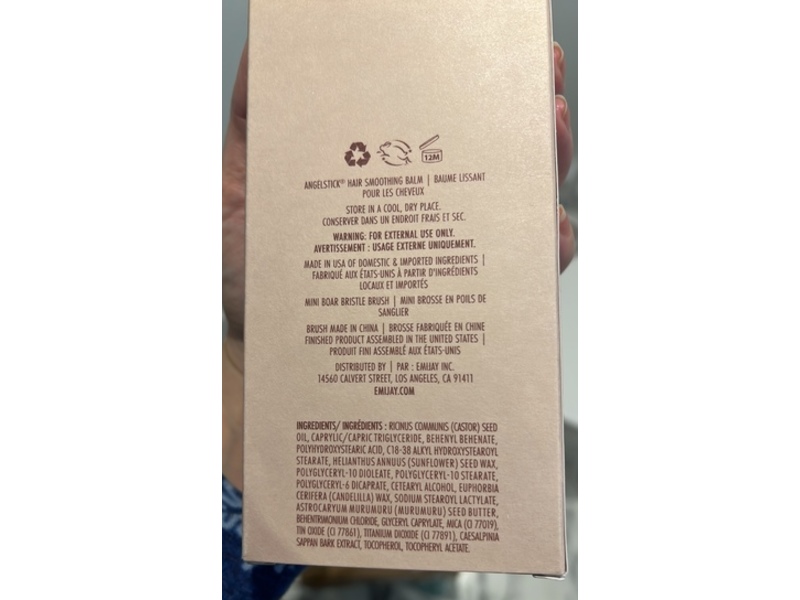 12M
ANGELSTICK® HAIR SMOOTHING BALM | BAUME LISSANT
POUR LES CHEVEUX
STORE IN A COOL, DRY PLACE.
CONSERVER DANS UN ENDROIT FRAIS ET SEC.
WARNING: FOR EXTERNAL USE ONLY.
AVERTISSEMENT : USAGE EXTERNE UNIQUEMENT.
MADE IN USA OF DOMESTIC & IMPORTED INGREDIENTS |
FABRIQUÉ AUX ÉTATS-UNIS À PARTIR D'INGRÉDIENTS
LOCAUX ET IMPORTÉS
MINI BOAR BRISTLE BRUSH | MINI BROSSE EN POILS DE
SANGLIER
BRUSH MADE IN CHINA | BROSSE FABRIQUÉE EN CHINE
FINISHED PRODUCT ASSEMBLED IN THE UNITED STATES |
PRODUIT FINI ASSEMBLÉ AUX ÉTATS-UNIS
DISTRIBUTED BY | PAR : EMIJAY INC.
14560 CALVERT STREET, LOS ANGELES, CA 91411
EMIJAY.COM
INGREDIENTS/ INGRÉDIENTS : RICINUS COMMUNIS (CASTOR) SEED
OIL, CAPRYLIC/CAPRIC TRIGLYCERIDE, BEHENYL BEHENATE,
POLYHYDROXYSTEARIC ACID, C18-38 ALKYL HYDROXYSTEAROYL
STEARATE, HELIANTHUS ANNUUS (SUNFLOWER) SEED WAX,
POLYGLYCERYL-10 DIOLEATE, POLYGLYCERYL-10 STEARATE,
POLYGLYCERYL-6 DICAPRATE, CETEARYL ALCOHOL, EUPHORBIA
CERIFERA (CANDELILLA) WAX, SODIUM STEAROYL LACTYLATE,
ASTROCARYUM MURUMURU (MURUMURU) SEED BUTTER,
BEHENTRIMONIUM CHLORIDE, GLYCERYL CAPRYLATE, MICA (CI 77019),
TIN OXIDE (CI 77861), TITANIUM DIOXIDE (CI 77891), CAESALPINIA
SAPPAN BARK EXTRACT, TOCOPHEROL, TOCOPHERYL ACETATE.